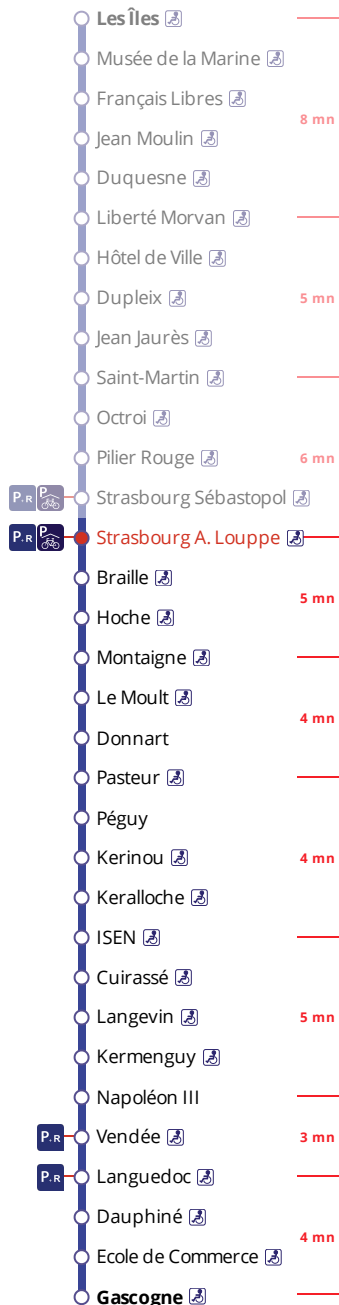 Les Îles
Musée de la Marine
Français Libres
8 mn
Jean Moulin
Duquesne
Liberté Morvan
Hôtel de Ville
Dupleix
5 mn
Jean Jaurès
Saint-Martin
Octroi
Pilier Rouge
6 mn
P+R P Strasbourg Sébastopol
P+R P Strasbourg A. Louppe
Braille
5 mn
Hoche
Montaigne
Le Moult
4 mn
Donnart
Pasteur
Péguy
Kerinou
4 mn
Keralloche
ISEN
Cuirassé
Langevin
5 mn
Kermenguy
Napoléon III
P+R Vendée
3 mn
P+R Languedoc
Dauphiné
4 mn
Ecole de Commerce
Gascogne